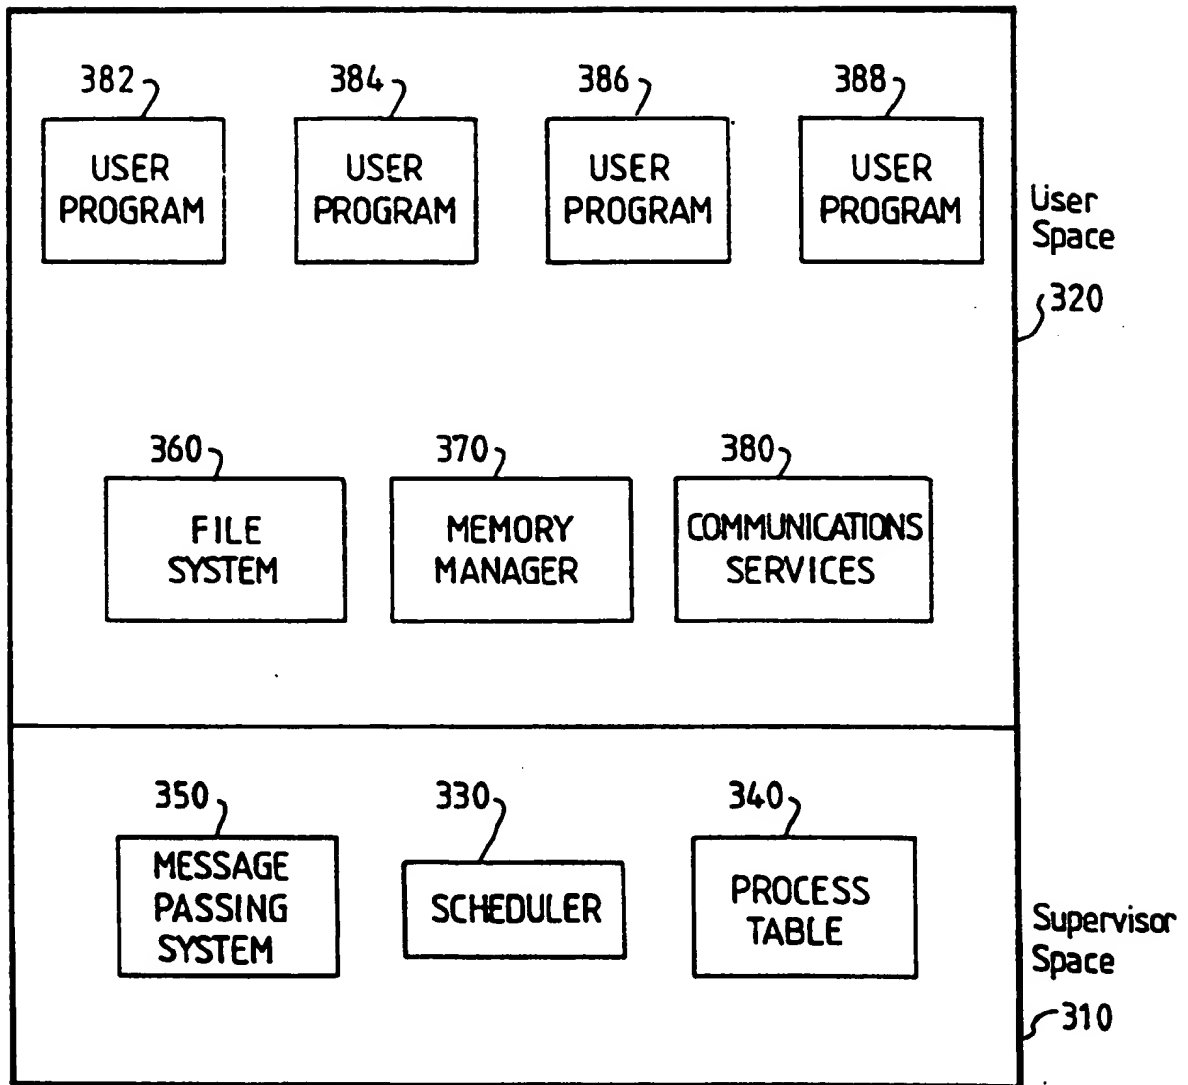 382
384
386
388
USER
PROGRAM
USER
PROGRAM
USER
PROGRAM
USER
PROGRAM
User
Space
320
360
370
380
FILE
SYSTEM
MEMORY
MANAGER
COMMUNICATIONS
SERVICES
350
330
340
MESSAGE
PASSING
SYSTEM
SCHEDULER
PROCESS
TABLE
Supervisor
Space
310